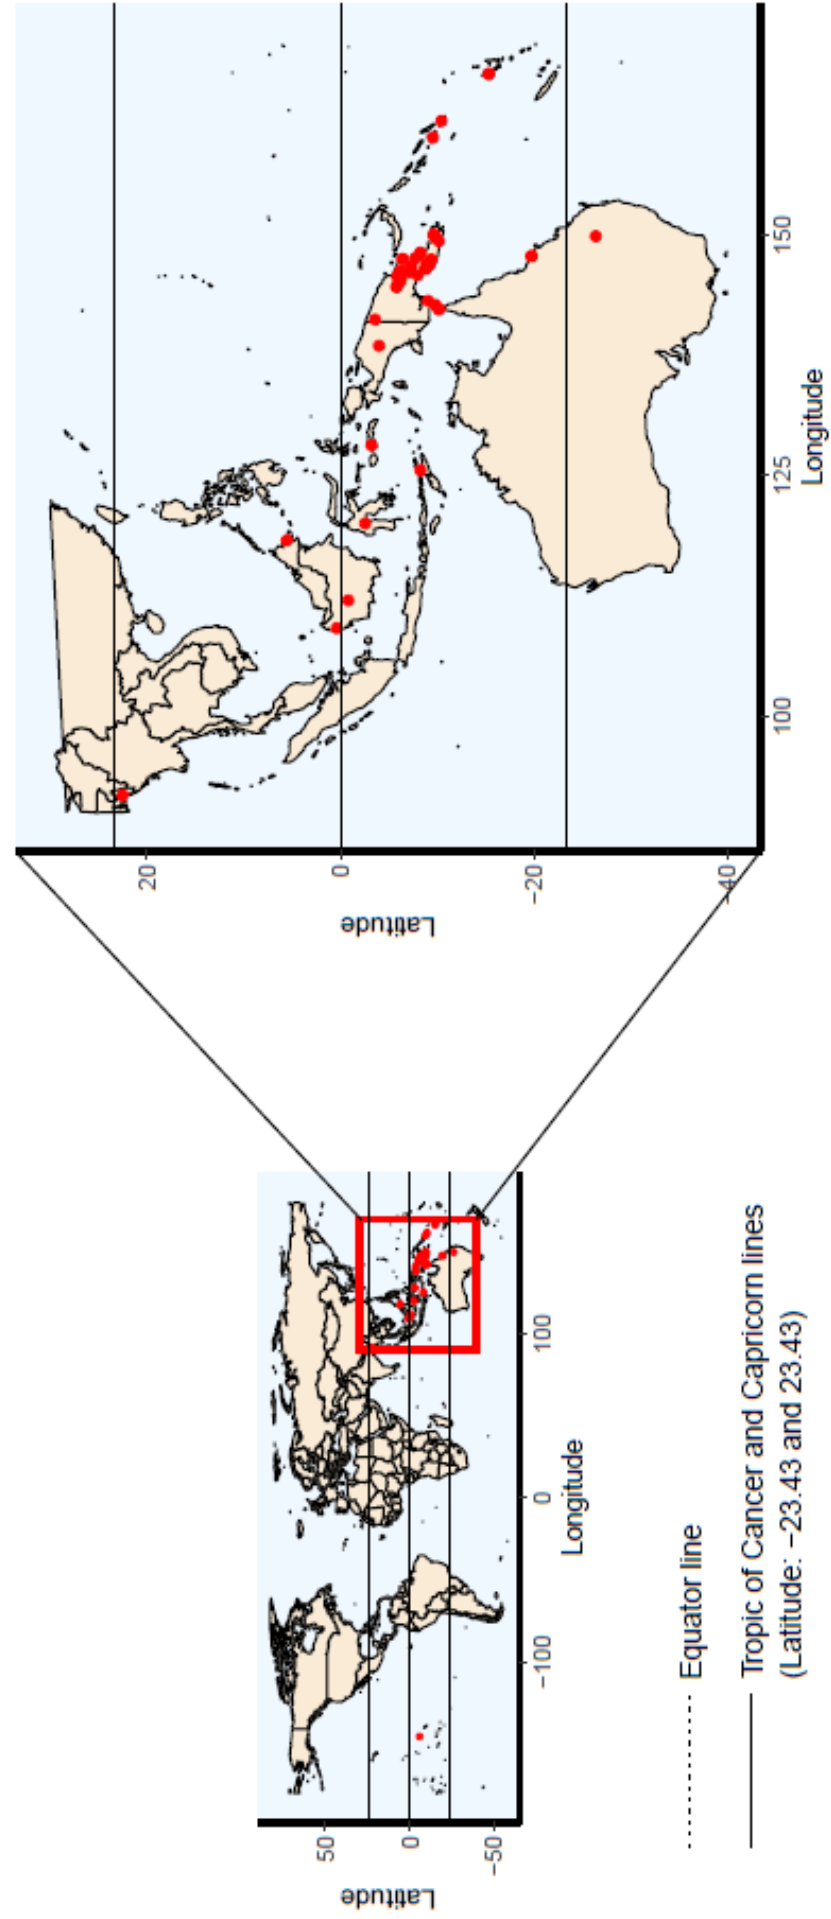 Latitude
50
0
−50
−100
0
100
Longitude
Latitude
20
0
−20
−40
100
125
150
Longitude
Equator line
Tropic of Cancer and Capricorn lines
(Latitude: −23.43 and 23.43)